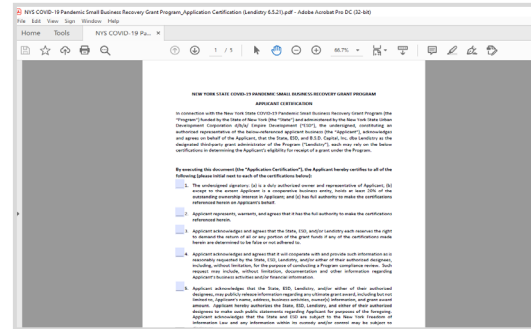 NYS COVID-19 Pandemic Small Business Recovery Grant Program_Application Certification (Lendistry 6.5.21).pdf - Adobe Acrobat Pro DC (32-bit)
File Edit View Sign Window Help
Home Tools NYS COVID-19 Pa... ×
1 / 5 66.7%
NEW YORK STATE COVID-19 PANDEMIC SMALL BUSINESS RECOVERY GRANT PROGRAM
APPLICANT CERTIFICATION
In connection with the New York State COVID-19 Pandemic Small Business Recovery Grant Program (the
"Program") funded by the State of New York (the "State") and administered by the New York State Urban
Development Corporation d/b/a/ Empire Development ("ESD"), the undersigned, constituting an
authorized representative of the below-referenced applicant business (the "Applicant"), acknowledges
and agrees on behalf of the Applicant, that the State, ESD, and B.S.D. Capital, Inc. dba Lendistry as the
designated third-party grant administrator of the Program ("Lendistry"), each may rely on the below
certifications in determining the Applicant's eligibility for receipt of a grant under the Program.
By executing this document (the "Application Certification"), the Applicant hereby certifies to all of the
following (please initial next to each of the certifications below):
1. The undersigned signatory: (a) is a duly authorized owner and representative of Applicant, (b)
except to the extent Applicant is a cooperative business entity, holds at least 20% of the
outstanding ownership interest in Applicant; and (c) has full authority to make the certifications
referenced herein on Applicant's behalf.
2. Applicant represents, warrants, and agrees that it has the full authority to make the certifications
referenced herein.
3. Applicant acknowledges and agrees that the State, ESD, and/or Lendistry each reserves the right
to demand the return of all or any portion of the grant funds if any of the certifications made
herein are determined to be false or not adhered to.
4. Applicant acknowledges and agrees that it will cooperate with and provide such information as is
reasonably requested by the State, ESD, Lendistry, and/or either of their authorized designees,
including, without limitation, for the purpose of conducting a Program compliance review. Such
request may include, without limitation, documentation and other information regarding
Applicant's business activities and/or financial information.
5. Applicant acknowledges that the State, ESD, Lendistry, and/or either of their authorized
designees, may publicly release information regarding any ultimate grant award, including but not
limited to, Applicant's name, address, business activities, owner(s) information, and grant award
amount. Applicant hereby authorizes the State, ESD, Lendistry, and either of their authorized
designees to make such public statements regarding Applicant for purposes of the foregoing.
Applicant acknowledges that the State and ESD are subject to the New York Freedom of
Information Law and any information within its custody and/or control may be subject to